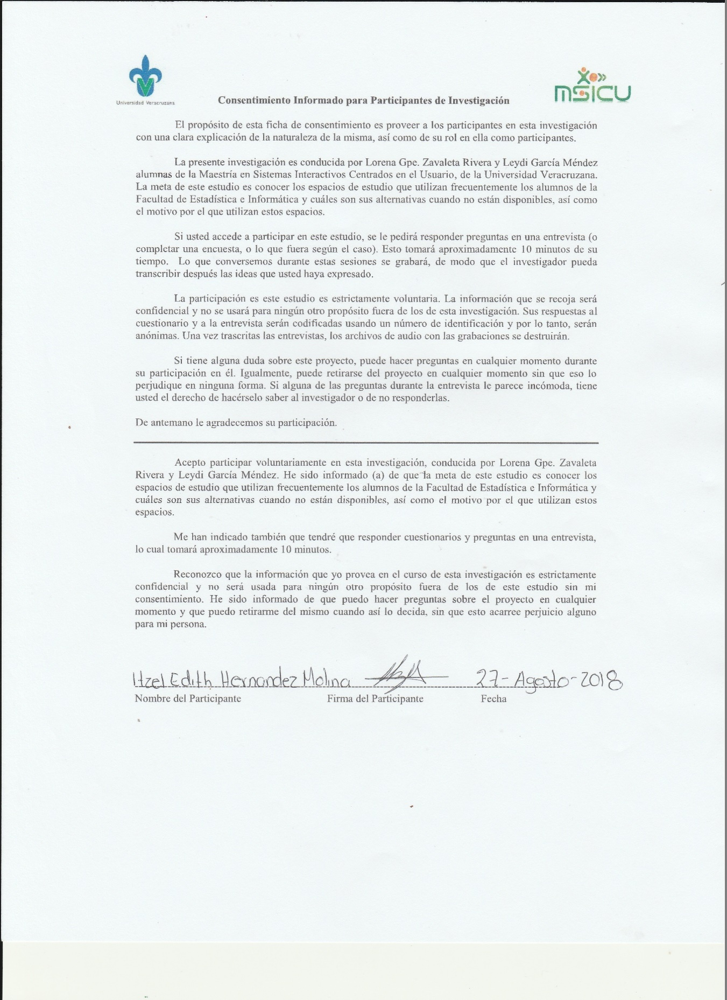 Universidad Veracruzana
MSICU
Consentimiento Informado para Participantes de Investigación
El propósito de esta ficha de consentimiento es proveer a los participantes en esta investigación
con una clara explicación de la naturaleza de la misma, así como de su rol en ella como participantes.
La presente investigación es conducida por Lorena Gpe. Zavaleta Rivera y Leydi García Méndez
alumnas de la Maestría en Sistemas Interactivos Centrados en el Usuario, de la Universidad Veracruzana.
La meta de este estudio es conocer los espacios de estudio que utilizan frecuentemente los alumnos de la
Facultad de Estadística e Informática y cuáles son sus alternativas cuando no están disponibles, así como
el motivo por el que utilizan estos espacios.
Si usted accede a participar en este estudio, se le pedirá responder preguntas en una entrevista (o
completar una encuesta, o lo que fuera según el caso). Esto tomará aproximadamente 10 minutos de su
tiempo. Lo que conversemos durante estas sesiones se grabará, de modo que el investigador pueda
transcribir después las ideas que usted haya expresado.
La participación es este estudio es estrictamente voluntaria. La información que se recoja será
confidencial y no se usará para ningún otro propósito fuera de los de esta investigación. Sus respuestas al
cuestionario y a la entrevista serán codificadas usando un número de identificación y por lo tanto, serán
anónimas. Una vez trascritas las entrevistas, los archivos de audio con las grabaciones se destruirán.
Si tiene alguna duda sobre este proyecto, puede hacer preguntas en cualquier momento durante
su participación en él. Igualmente, puede retirarse del proyecto en cualquier momento sin que eso lo
perjudique en ninguna forma. Si alguna de las preguntas durante la entrevista le parece incómoda, tiene
usted el derecho de hacérselo saber al investigador o de no responderlas.
De antemano le agradecemos su participación.
Acepto participar voluntariamente en esta investigación, conducida por Lorena Gpe. Zavaleta
Rivera y Leydi García Méndez. He sido informado (a) de que la meta de este estudio es conocer los
espacios de estudio que utilizan frecuentemente los alumnos de la Facultad de Estadística e Informática y
cuáles son sus alternativas cuando no están disponibles, así como el motivo por el que utilizan estos
espacios.
Me han indicado también que tendré que responder cuestionarios y preguntas en una entrevista,
lo cual tomará aproximadamente 10 minutos.
Reconozco que la información que yo provea en el curso de esta investigación es estrictamente
confidencial y no será usada para ningún otro propósito fuera de los de este estudio sin mi
consentimiento. He sido informado de que puedo hacer preguntas sobre el proyecto en cualquier
momento y que puedo retirarme del mismo cuando así lo decida, sin que esto acarree perjuicio alguno
para mi persona.
Itzel Edith Hernandez Molina 27-Agosto-2018
Nombre del Participante Firma del Participante Fecha